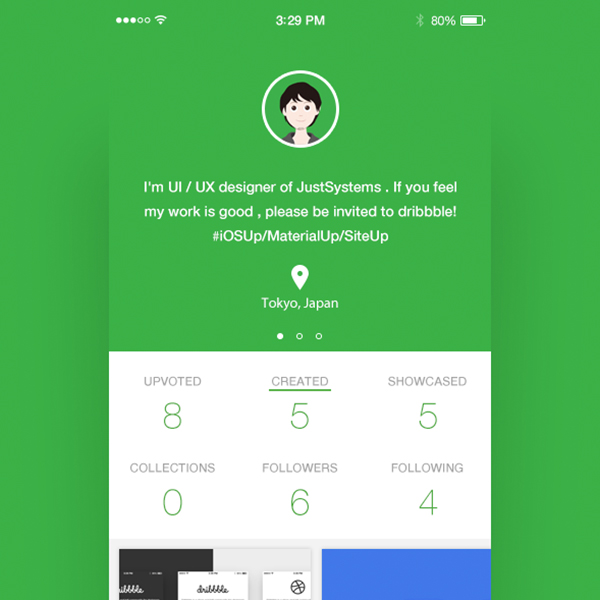 3:29 PM
80%
I'm UI / UX designer of JustSystems . If you feel
my work is good , please be invited to dribbble!
#iOSUp/MaterialUp/SiteUp
Tokyo, Japan
UPVOTED CREATED SHOWCASED
8 5 5
COLLECTIONS FOLLOWERS FOLLOWING
0 6 4
dribbble